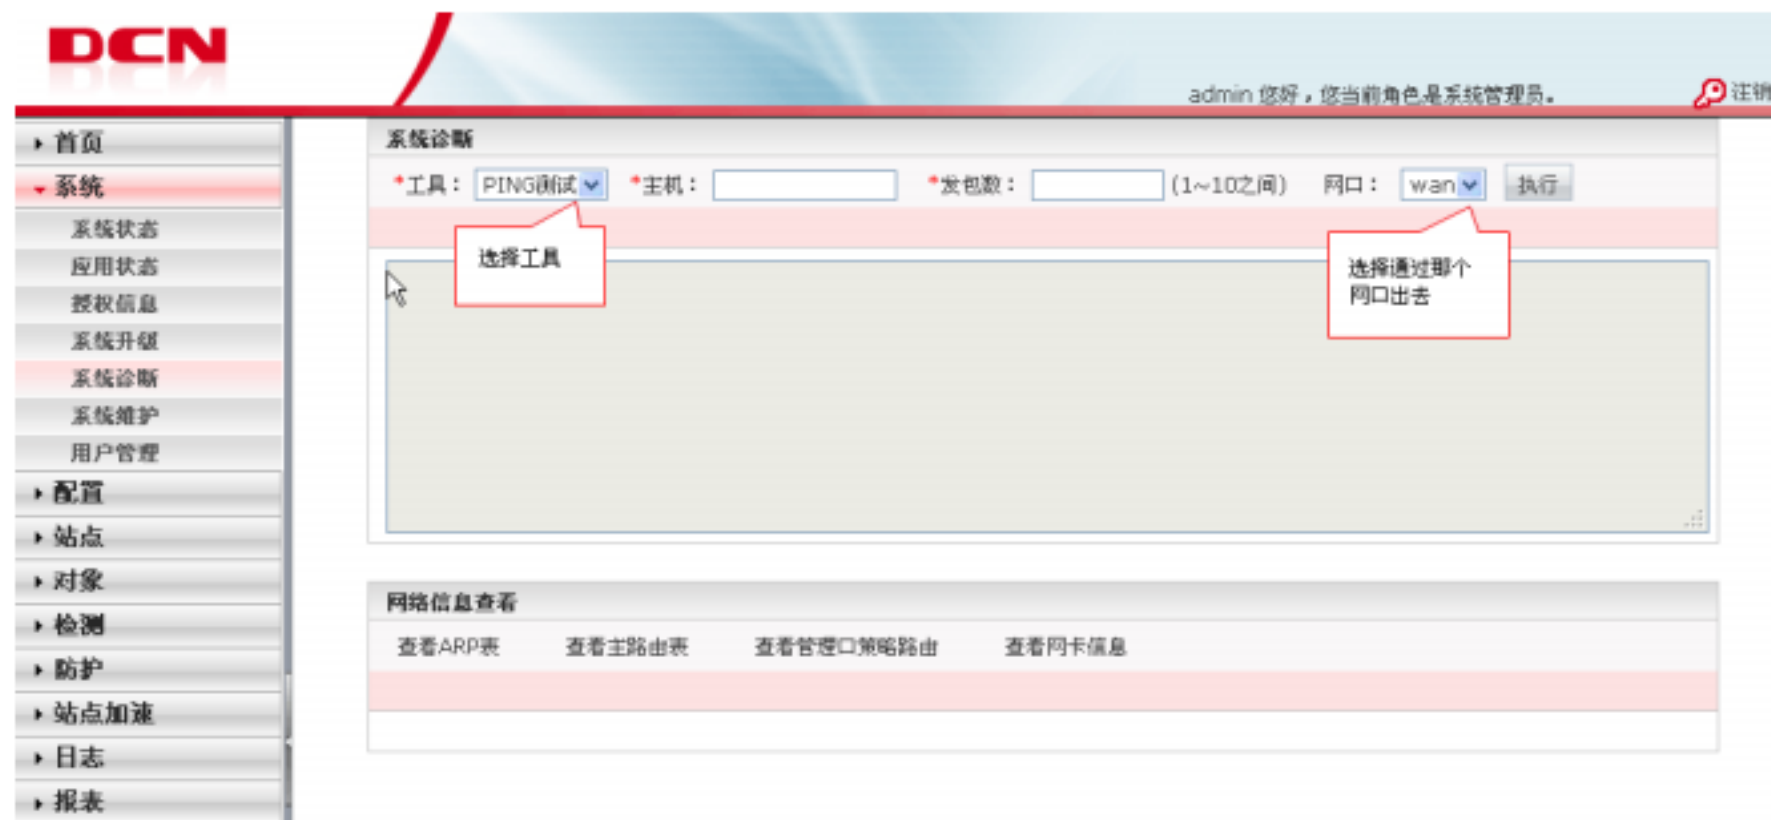 DCN
admin 您好，您当前角色是系统管理员。
注销
首页
系统
系统状态
应用状态
授权信息
系统升级
系统诊断
系统维护
用户管理
配置
站点
对象
检测
防护
站点加速
日志
报表
系统诊断
*工具： PING测试 *主机： *发包数： (1~10之间) 网口： wan 执行
选择工具
选择通过那个
网口出去
网络信息查看
查看ARP表 查看主路由表 查看管理口策略路由 查看网卡信息